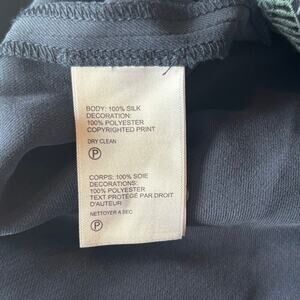 BODY: 100% SILK
DECORATION:
100% POLYESTER
COPYRIGHTED PRINT
DRY CLEAN
P
CORPS: 100% SOIE
DECORATIONS:
100% POLYESTER
TEXT PROTÉGÉ PAR DROIT
D'AUTEUR
NETTOYER A SEC
P